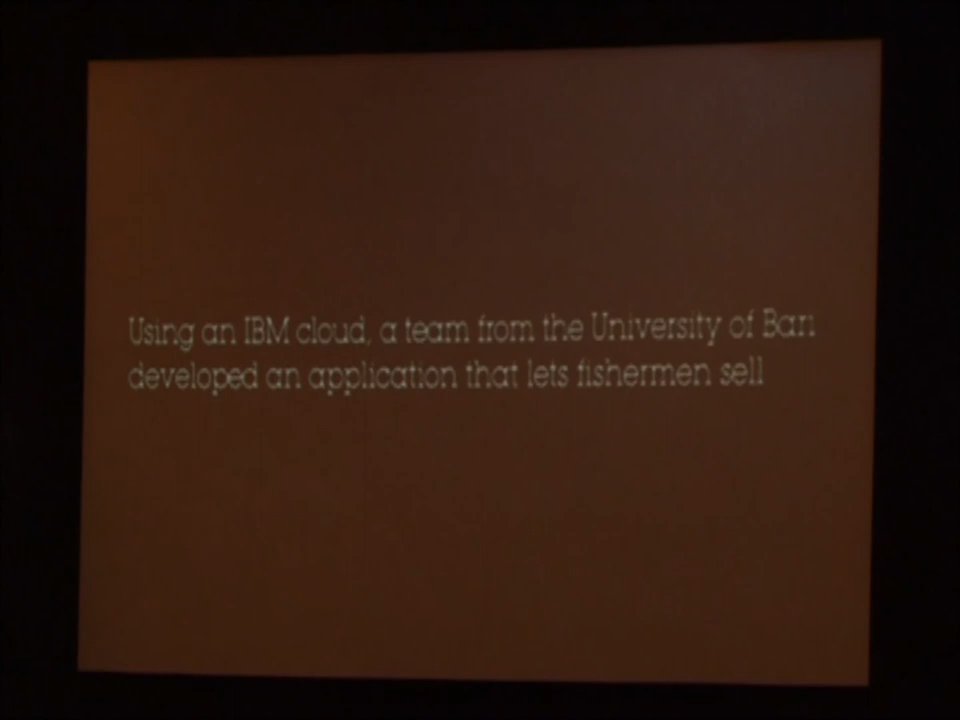 Using an IBM cloud, a team from the University of Bari
developed an application that lets fishermen sell